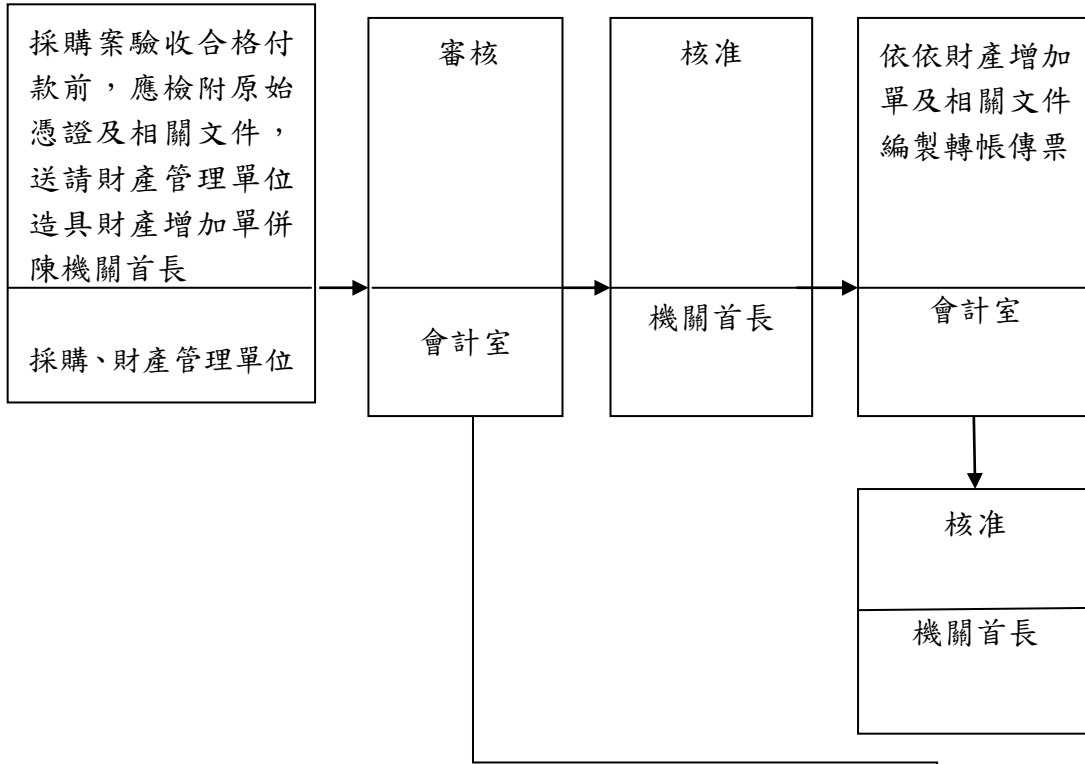 採購案驗收合格付
款前，應檢附原始
憑證及相關文件，
送請財產管理單位
造具財產增加單併
陳機關首長
採購、財產管理單位
審核
會計室
核准
機關首長
依依財產增加
單及相關文件
編製轉帳傳票
會計室
核准
機關首長